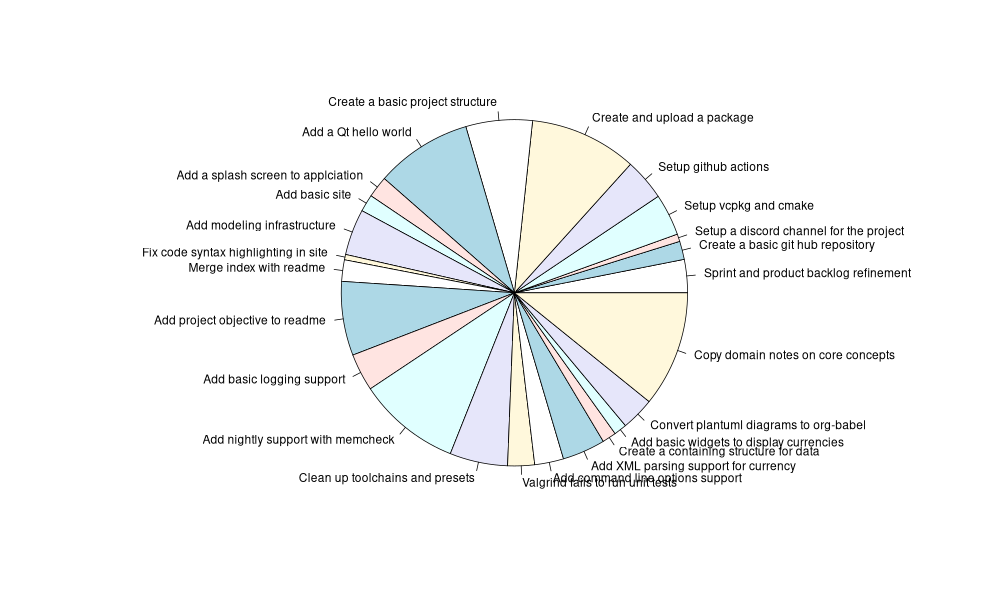 Create a basic project structure
Create and upload a package
Add a Qt hello world
Setup github actions
Add a splash screen to applciation
Add basic site
Setup vcpkg and cmake
Add modeling infrastructure
Setup a discord channel for the project
Create a basic git hub repository
Fix code syntax highlighting in site
Merge index with readme
Sprint and product backlog refinement
Add project objective to readme
Copy domain notes on core concepts
Add basic logging support
Convert plantuml diagrams to org-babel
Add nightly support with memcheck
Add basic widgets to display currencies
Create a containing structure for data
Add XML parsing support for currency
Clean up toolchains and presets
Add command line options support
Valgrind fails to run unit tests